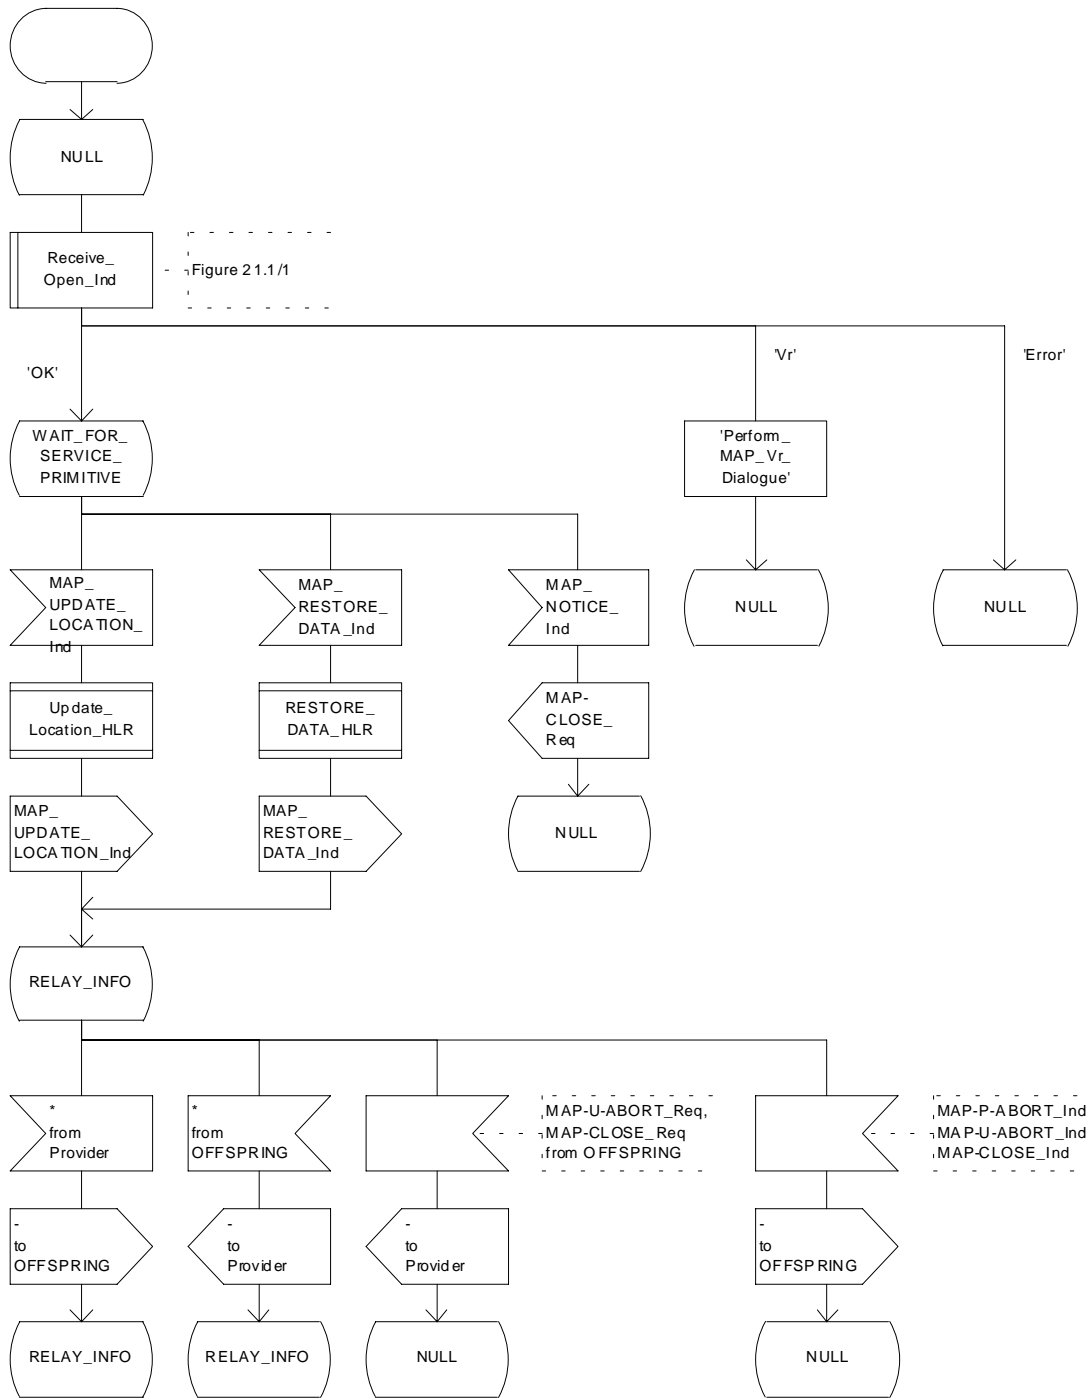 NULL
Receive_
Open_Ind
Figure 21.1/1
'OK'
'Vr'
'Error'
WAIT_FOR_
SERVICE_
PRIMITIVE
'Perform_
MAP_Vr_
Dialogue'
MAP_
UPDATE_
LOCATION_
Ind
MAP_
RESTORE_
DATA_Ind
MAP_
NOTICE_
Ind
NULL
NULL
Update_
Location_HLR
RESTORE_
DATA_HLR
MAP-
CLOSE_
Req
MAP_
UPDATE_
LOCATION_Ind
MAP_
RESTORE_
DATA_Ind
NULL
RELAY_INFO
*
from
Provider
*
from
OFFSPRING
MAP-U-ABORT_Req,
MAP-CLOSE_Req
from OFFSPRING
MAP-P-ABORT_Ind
MAP-U-ABORT_Ind
MAP-CLOSE_Ind
-
to
OFFSPRING
-
to
Provider
-
to
Provider
-
to
OFFSPRING
RELAY_INFO
RELAY_INFO
NULL
NULL